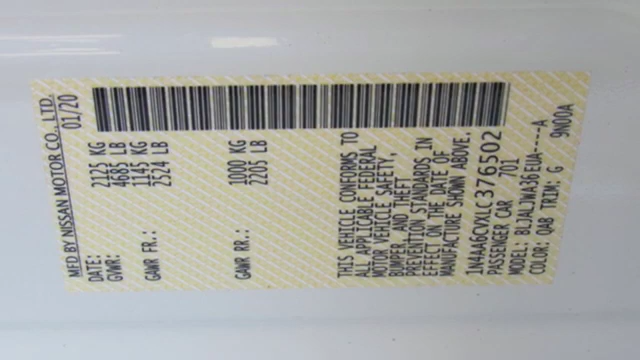 MFD BY NISSAN MOTOR CO., LTD.
DATE: 01/20
GVWR: 2125 KG
4685 LB
GAWR FR.: 1145 KG
2524 LB
GAWR RR.: 1000 KG
2205 LB
THIS VEHICLE CONFORMS TO
ALL APPLICABLE FEDERAL
MOTOR VEHICLE SAFETY,
BUMPER, AND THEFT
PREVENTION STANDARDS IN
EFFECT ON THE DATE OF
MANUFACTURE SHOWN ABOVE.
1N4AA6CVXLC376502
PASSENGER CAR 701
MODEL: BLJALJWA36EUA----A
COLOR: QAB TRIM: G 9N00A